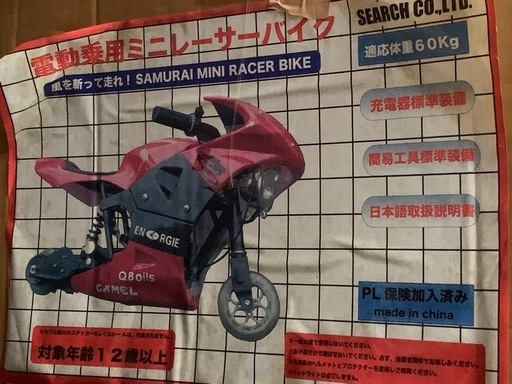 SEARCH CO.,LTD.
電動乗用ミニレーサーバイク
風を斬って走れ！SAMURAI MINI RACER BIKE
適応体重60Kg
充電器標準装備
簡易工具標準装備
日本語取扱説明書
ENERGIE
Q8oils
CAMEL
PL保険加入済み
made in china
対象年齢12歳以上